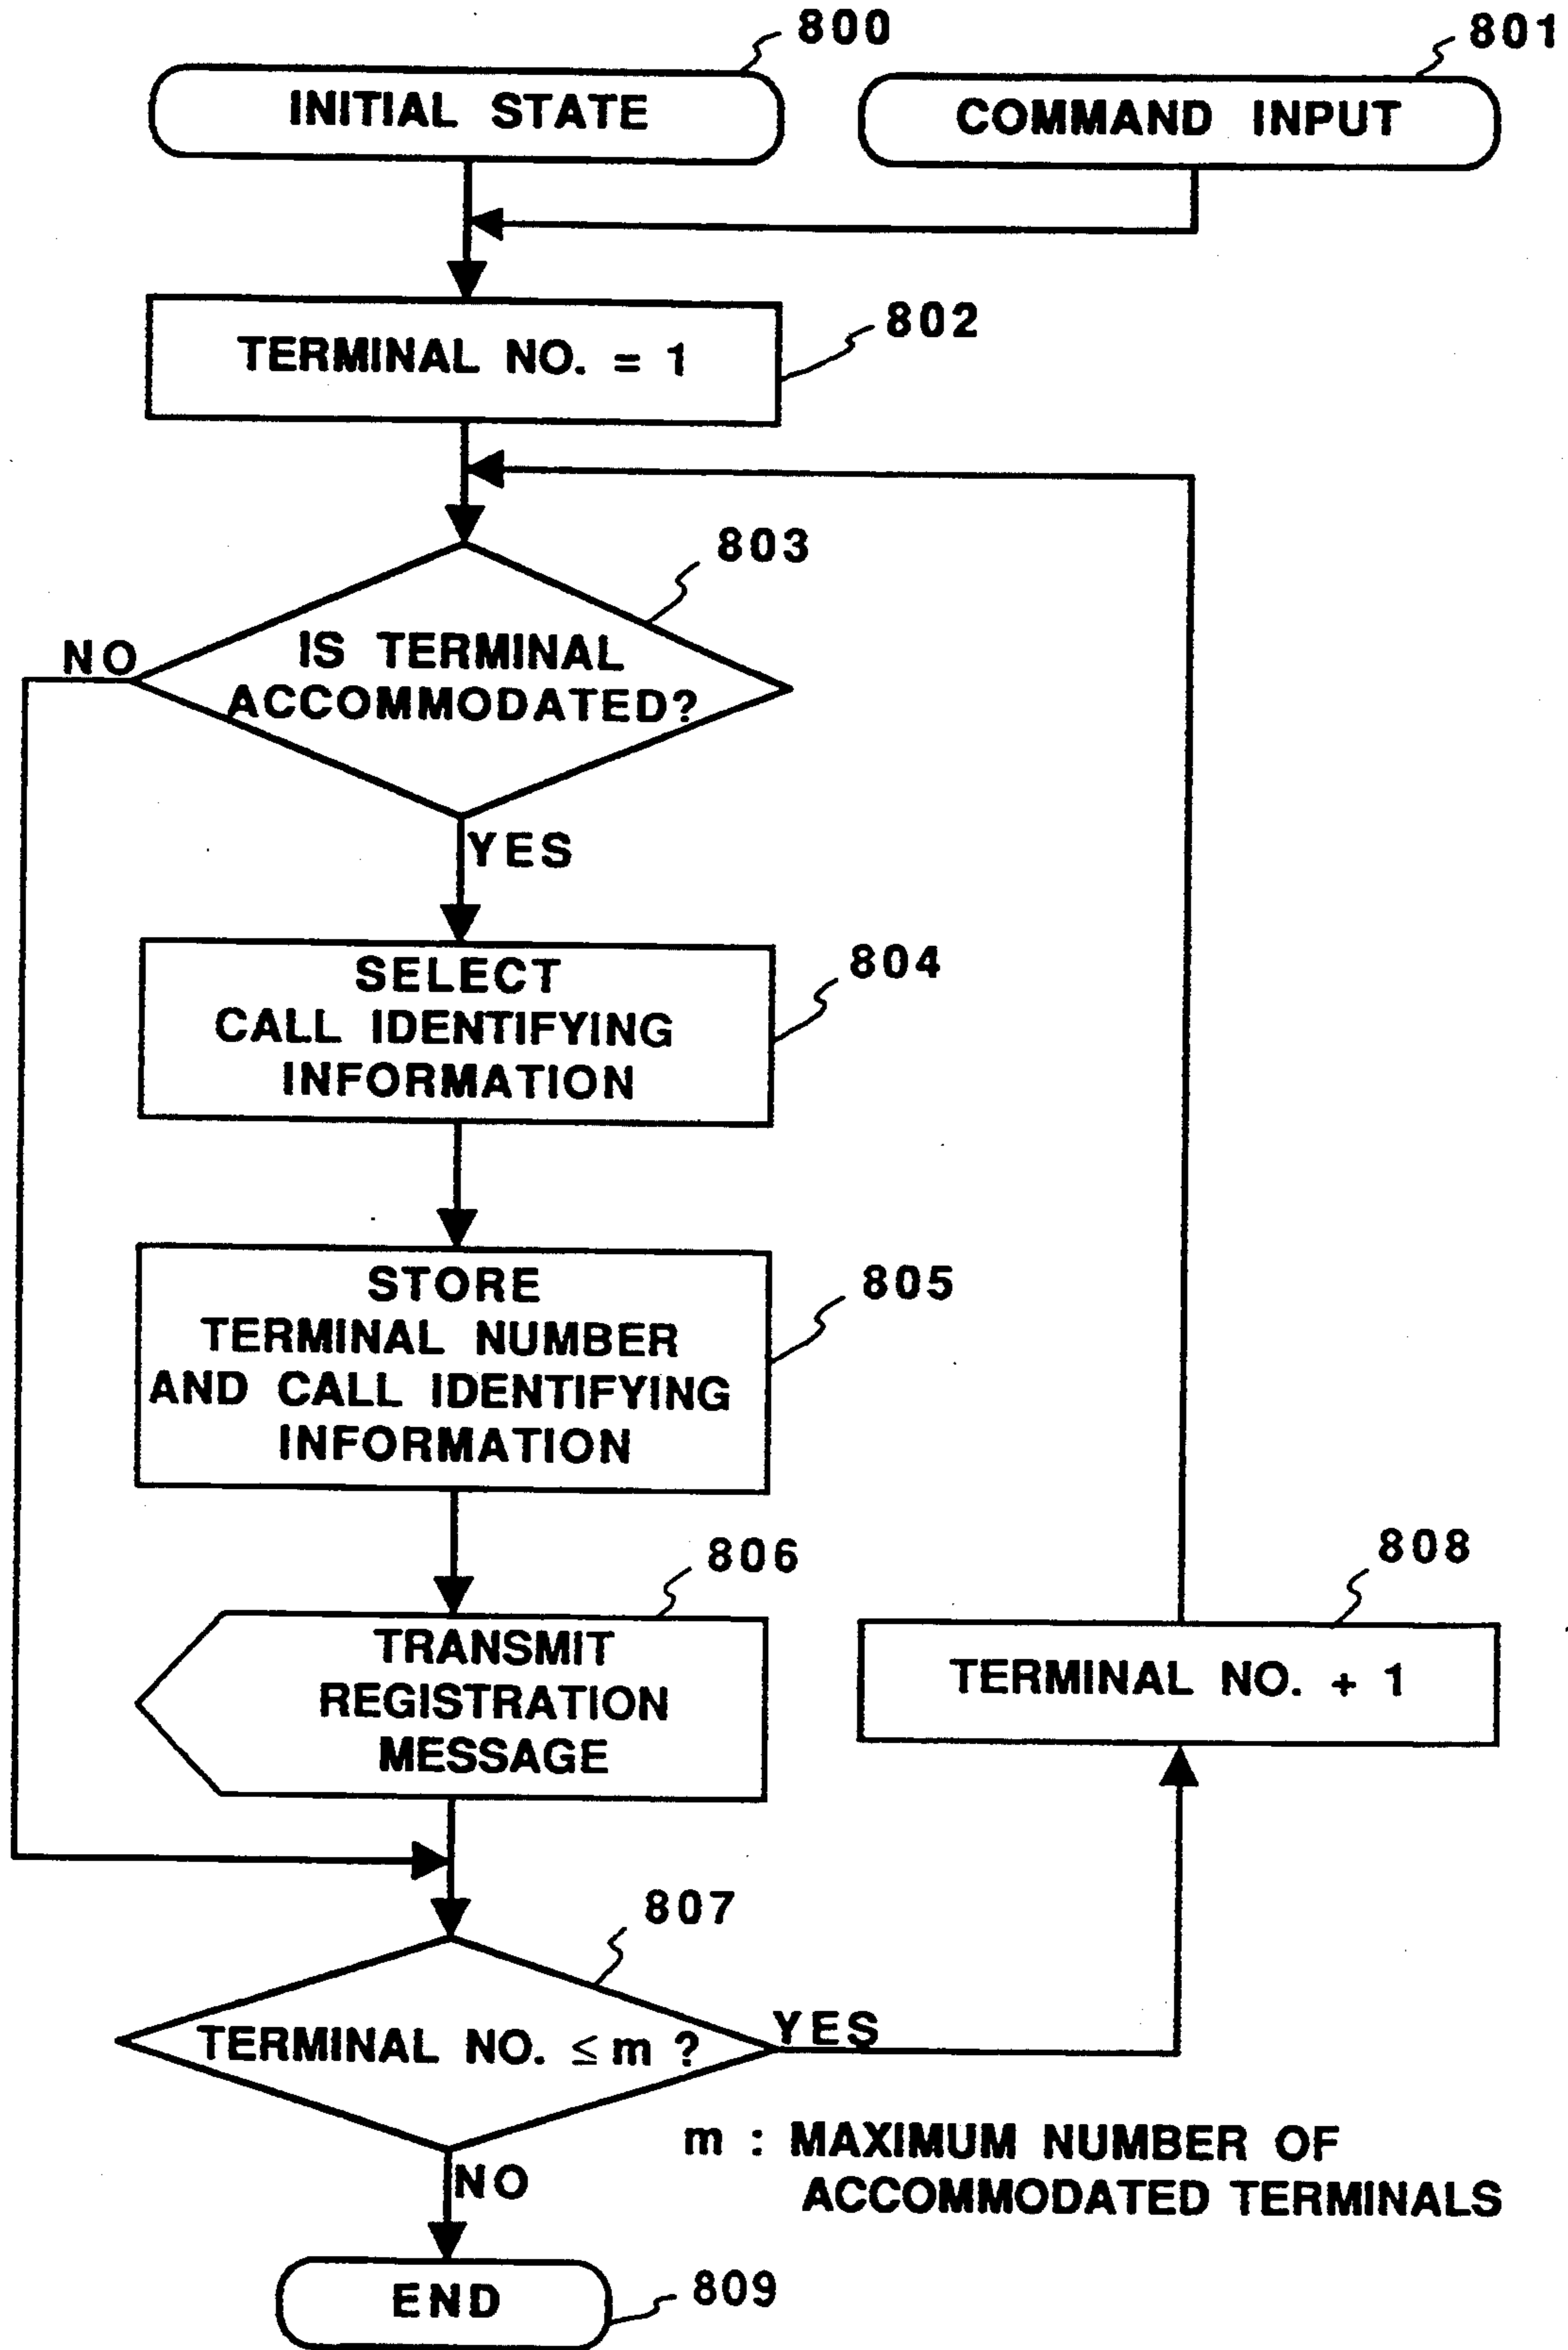 800
INITIAL STATE
801
COMMAND INPUT
802
TERMINAL NO. = 1
803
IS TERMINAL
ACCOMMODATED?
NO
YES
804
SELECT
CALL IDENTIFYING
INFORMATION
805
STORE
TERMINAL NUMBER
AND CALL IDENTIFYING
INFORMATION
806
TRANSMIT
REGISTRATION
MESSAGE
808
TERMINAL NO. + 1
807
TERMINAL NO. ≤ m ?
YES
NO
m : MAXIMUM NUMBER OF
ACCOMMODATED TERMINALS
END
809